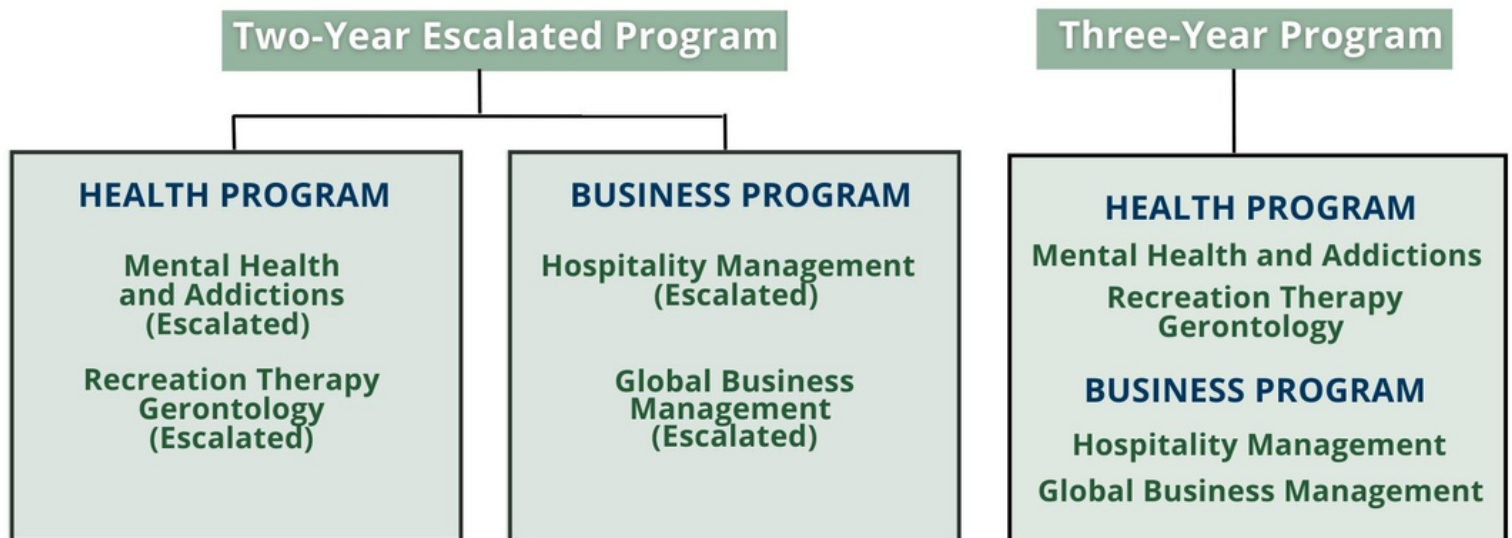 Two-Year Escalated Program
HEALTH PROGRAM
Mental Health
and Addictions
(Escalated)
Recreation Therapy
Gerontology
(Escalated)
BUSINESS PROGRAM
Hospitality Management
(Escalated)
Global Business
Management
(Escalated)
Three-Year Program
HEALTH PROGRAM
Mental Health and Addictions
Recreation Therapy
Gerontology
BUSINESS PROGRAM
Hospitality Management
Global Business Management